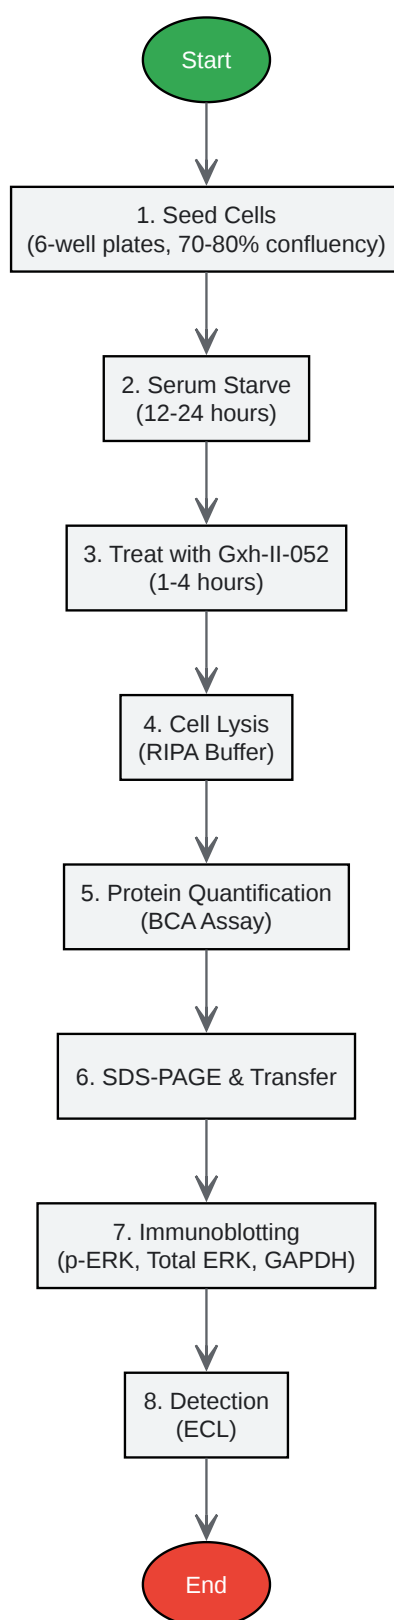 Start
1. Seed Cells
(6-well plates, 70-80% confluency)
2. Serum Starve
(12-24 hours)
3. Treat with Gxh-II-052
(1-4 hours)
4. Cell Lysis
(RIPA Buffer)
5. Protein Quantification
(BCA Assay)
6. SDS-PAGE & Transfer
7. Immunoblotting
(p-ERK, Total ERK, GAPDH)
8. Detection
(ECL)
End